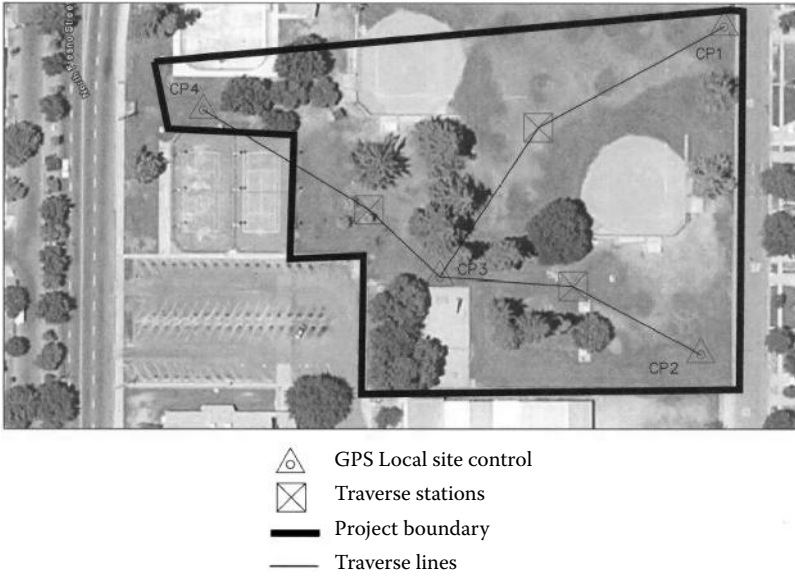 CP1
CP4
CP3
CP2
GPS Local site control
Traverse stations
Project boundary
Traverse lines